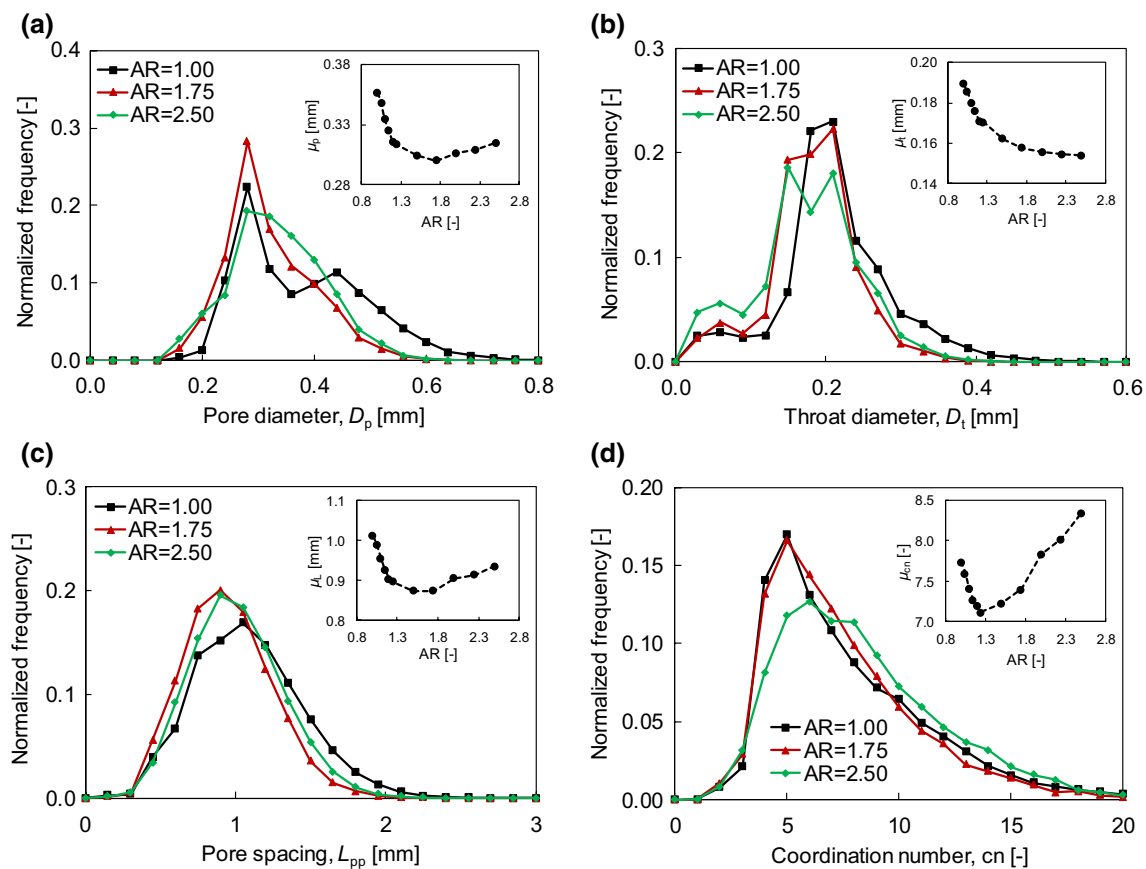 (a)
0.4
0.3
0.2
0.1
0.0
Normalized frequency [-]
AR=1.00
AR=1.75
AR=2.50
0.38
0.33
0.28
μp [mm]
0.8 1.3 1.8 2.3 2.8
AR [-]
0.0 0.2 0.4 0.6 0.8
Pore diameter, Dp [mm]
(b)
0.4
0.3
0.2
0.1
0.0
Normalized frequency [-]
AR=1.00
AR=1.75
AR=2.50
0.20
0.18
0.16
0.14
μt [mm]
0.8 1.3 1.8 2.3 2.8
AR [-]
0.0 0.2 0.4 0.6
Throat diameter, Dt [mm]
(c)
0.3
0.2
0.1
0.0
Normalized frequency [-]
AR=1.00
AR=1.75
AR=2.50
1.1
1.0
0.9
0.8
μL [mm]
0.8 1.3 1.8 2.3 2.8
AR [-]
0 1 2 3
Pore spacing, Lpp [mm]
(d)
0.20
0.15
0.10
0.05
0.00
Normalized frequency [-]
8.5
8.0
7.5
7.0
μcn [-]
0.8 1.3 1.8 2.3 2.8
AR [-]
AR=1.00
AR=1.75
AR=2.50
0 5 10 15 20
Coordination number, cn [-]